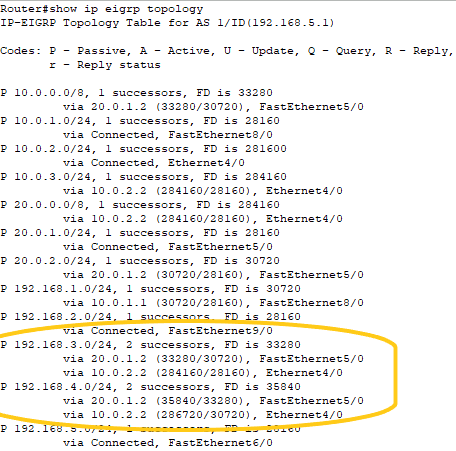 Router#show ip eigrp topology
IP-EIGRP Topology Table for AS 1/ID(192.168.5.1)
Codes: P - Passive, A - Active, U - Update, Q - Query, R - Reply,
r - Reply status
P 10.0.0.0/8, 1 successors, FD is 33280
via 20.0.1.2 (33280/30720), FastEthernet5/0
P 10.0.1.0/24, 1 successors, FD is 28160
via Connected, FastEthernet8/0
P 10.0.2.0/24, 1 successors, FD is 281600
via Connected, Ethernet4/0
P 10.0.3.0/24, 1 successors, FD is 284160
via 10.0.2.2 (284160/28160), Ethernet4/0
P 20.0.0.0/8, 1 successors, FD is 284160
via 10.0.2.2 (284160/28160), Ethernet4/0
P 20.0.1.0/24, 1 successors, FD is 28160
via Connected, FastEthernet5/0
P 20.0.2.0/24, 1 successors, FD is 30720
via 20.0.1.2 (30720/28160), FastEthernet5/0
P 192.168.1.0/24, 1 successors, FD is 30720
via 10.0.1.1 (30720/28160), FastEthernet8/0
P 192.168.2.0/24, 1 successors, FD is 28160
via Connected, FastEthernet9/0
P 192.168.3.0/24, 2 successors, FD is 33280
via 20.0.1.2 (33280/30720), FastEthernet5/0
via 10.0.2.2 (284160/28160), Ethernet4/0
P 192.168.4.0/24, 2 successors, FD is 35840
via 20.0.1.2 (35840/33280), FastEthernet5/0
via 10.0.2.2 (286720/30720), Ethernet4/0
P 192.168.5.0/24, 1 successors, FD is 28160
via Connected, FastEthernet6/0